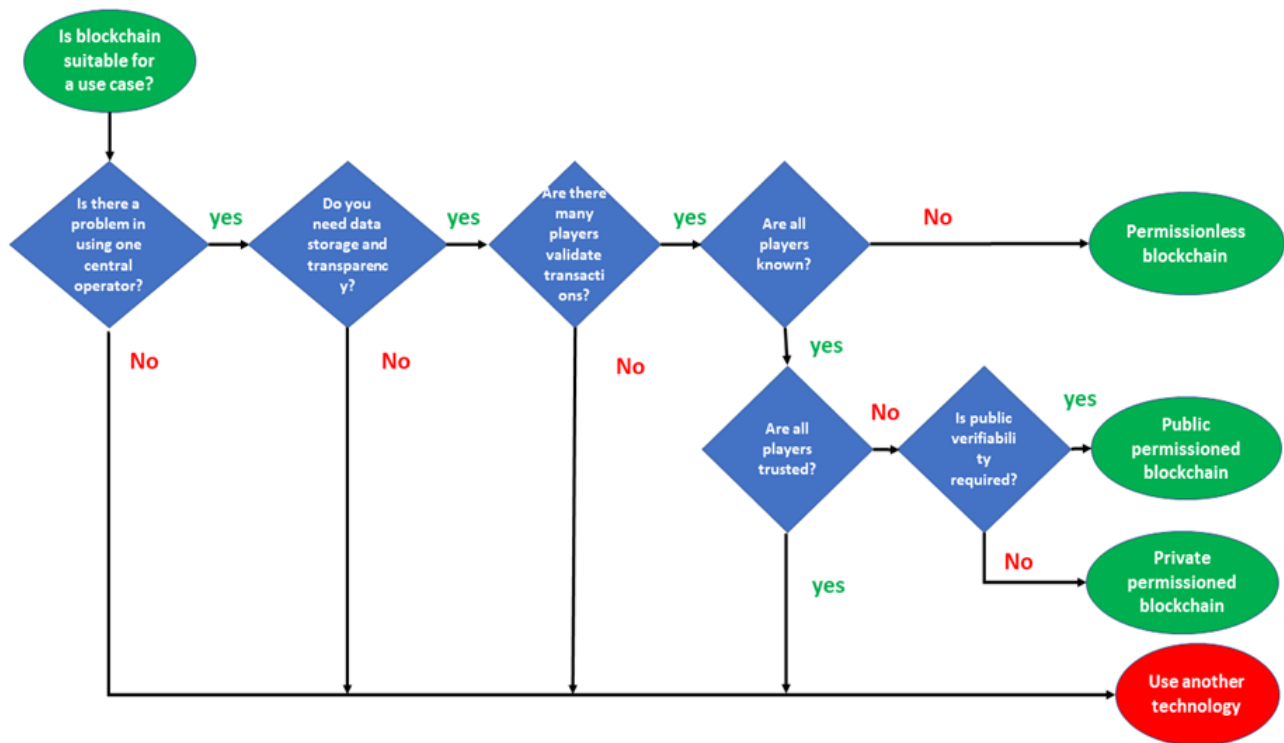 Is blockchain
suitable for
a use case?
Is there a
problem in
using one
central
operator?
yes
Do you
need data
storage and
transparenc
y?
yes
Are there
many
players
validate
transacti
ons?
yes
Are all
players
known?
No
Permissionless
blockchain
No
No
No
yes
Are all
players
trusted?
No
Is public
verifiabili
ty
required?
yes
Public
permissioned
blockchain
yes
No
Private
permissioned
blockchain
Use another
technology